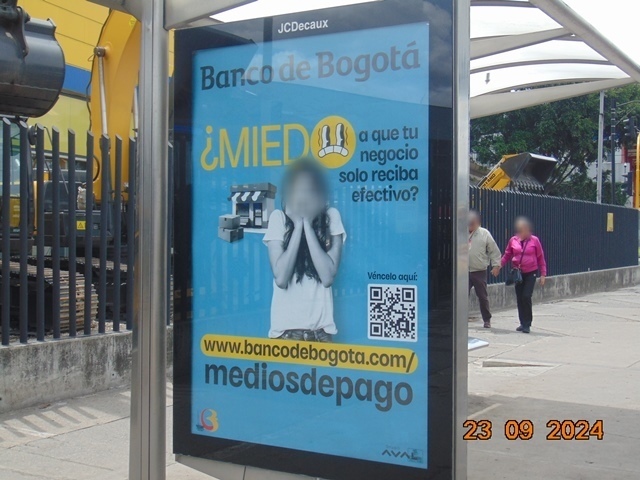 JCDecaux
Banco de Bogotá
¿MIEDO a que tu
negocio
solo reciba
efectivo?
Véncelo aquí:
www.bancodebogota.com/
mediosdepago
AVAL
23 09 2024